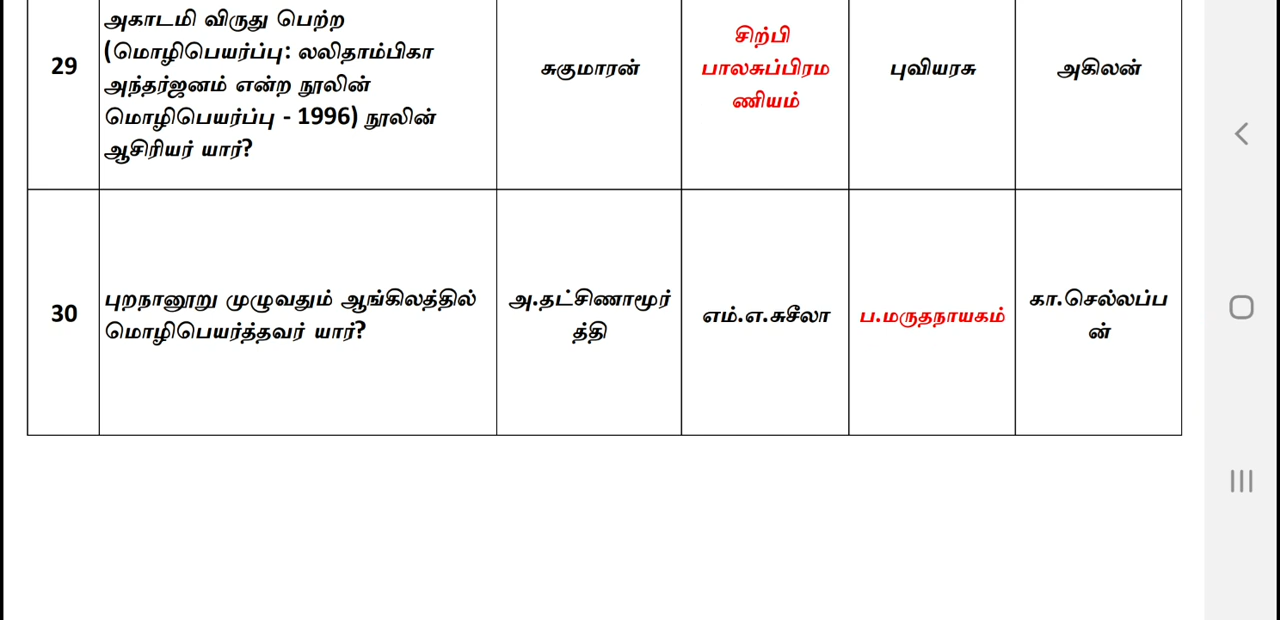 அகாடமி விருது பெற்ற
(மொழிபெயர்ப்பு: லலிதாம்பிகா
அந்தர்ஜனம் என்ற நூலின்
மொழிபெயர்ப்பு - 1996) நூலின்
ஆசிரியர் யார்?
29
சுகுமாரன்
சிற்பி
பாலசுப்பிரம
ணியம்
புவியரசு
அகிலன்
30
புறநானூறு முழுவதும் ஆங்கிலத்தில்
மொழிபெயர்த்தவர் யார்?
அ.தட்சிணாமூர்
த்தி
எம்.எ.சுசீலா
ப.மருதநாயகம்
கா.செல்லப்ப
ன்